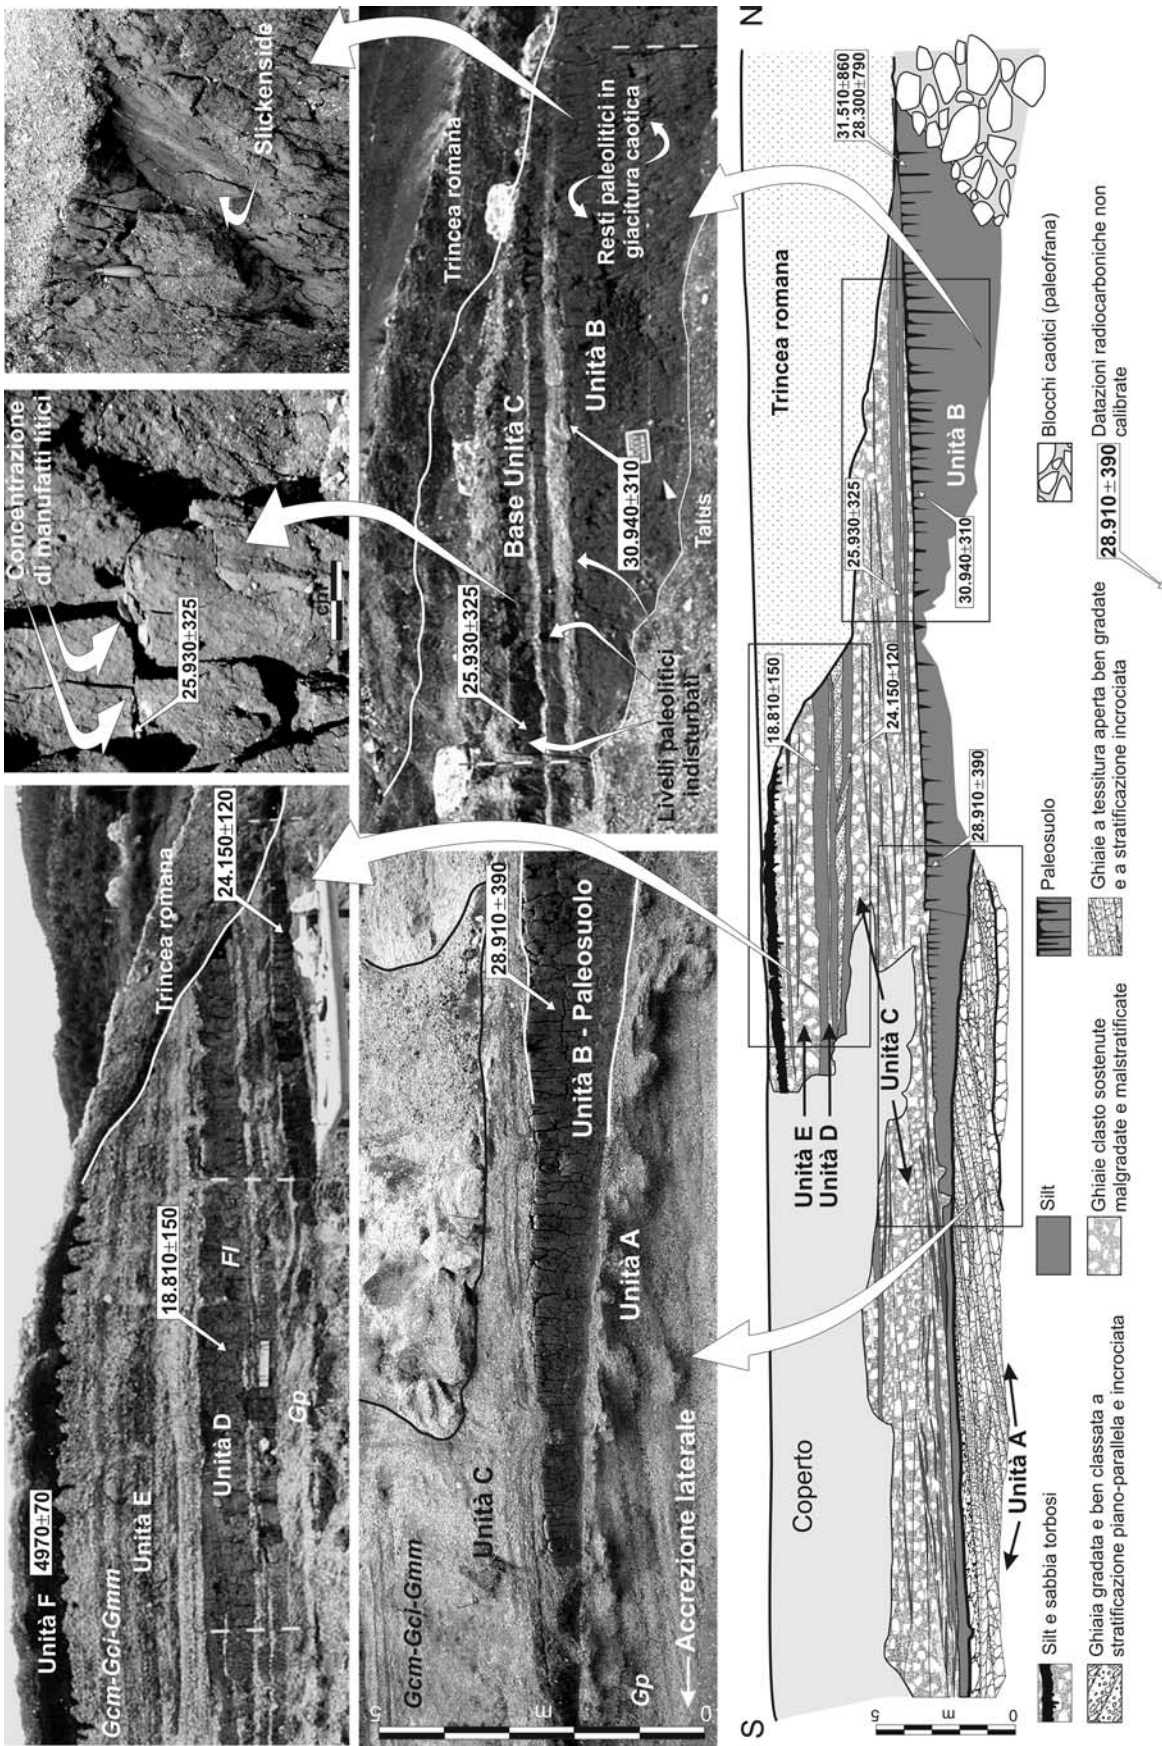 Unità F
4970±70
Gcm-Gci-Gmm
Unità E
18.810±150
Unità D
Fl
Gp
Trincea romana
24.150±120
Concentrazione
di manufatti litici
25.930±325
cm
Slickenside
5
m
0
Gcm-Gci-Gmm
Unità C
28.910±390
Unità B - Paleosuolo
Unità A
Gp
Accrezione laterale
Trincea romana
Base Unità C
25.930±325
30.940±310
Unità B
Resti paleolitici in
giacitura caotica
Livelli paleolitici
indisturbati
Talus
S
N
Coperto
Trincea romana
Unità E
Unità D
Unità C
Unità A
Unità B
18.810±150
24.150±120
25.930±325
28.910±390
30.940±310
31.510±860
28.300±790
5
m
0
Silt e sabbia torbosi
Silt
Paleosuolo
Blocchi caotici (paleofrana)
Ghiaia gradata e ben classata a
stratificazione piano-parallela e incrociata
Ghiaie clasto sostenute
malgradate e malstratificate
Ghiaie a tessitura aperta ben gradate
e a stratificazione incrociata
28.910±390
Datazioni radiocarboniche non
calibrate